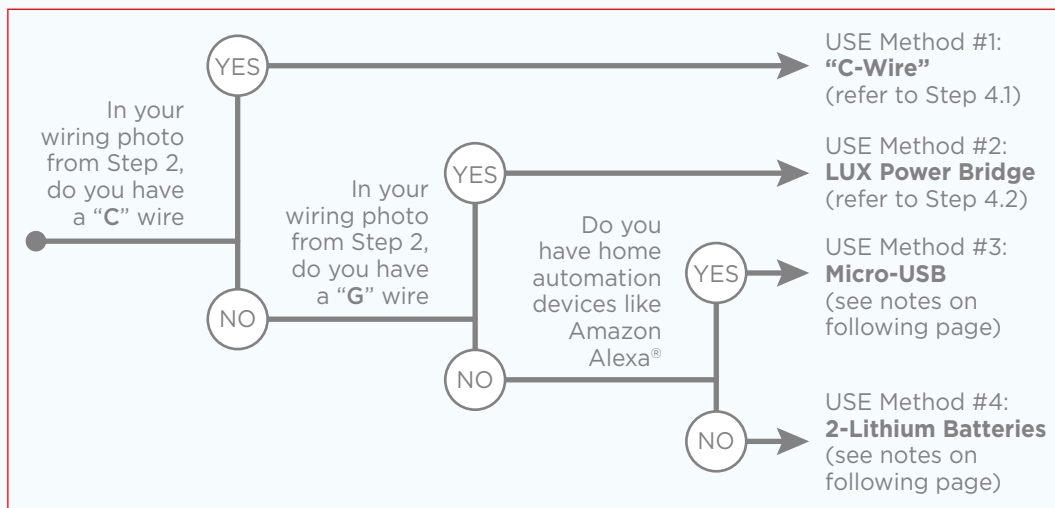 YES
USE Method #1:
“C-Wire”
(refer to Step 4.1)
In your
wiring photo
from Step 2,
do you have
a “C” wire
NO
YES
USE Method #2:
LUX Power Bridge
(refer to Step 4.2)
In your
wiring photo
from Step 2,
do you have
a “G” wire
NO
Do you
have home
automation
devices like
Amazon
Alexa®
YES
USE Method #3:
Micro-USB
(see notes on
following page)
NO
USE Method #4:
2-Lithium Batteries
(see notes on
following page)